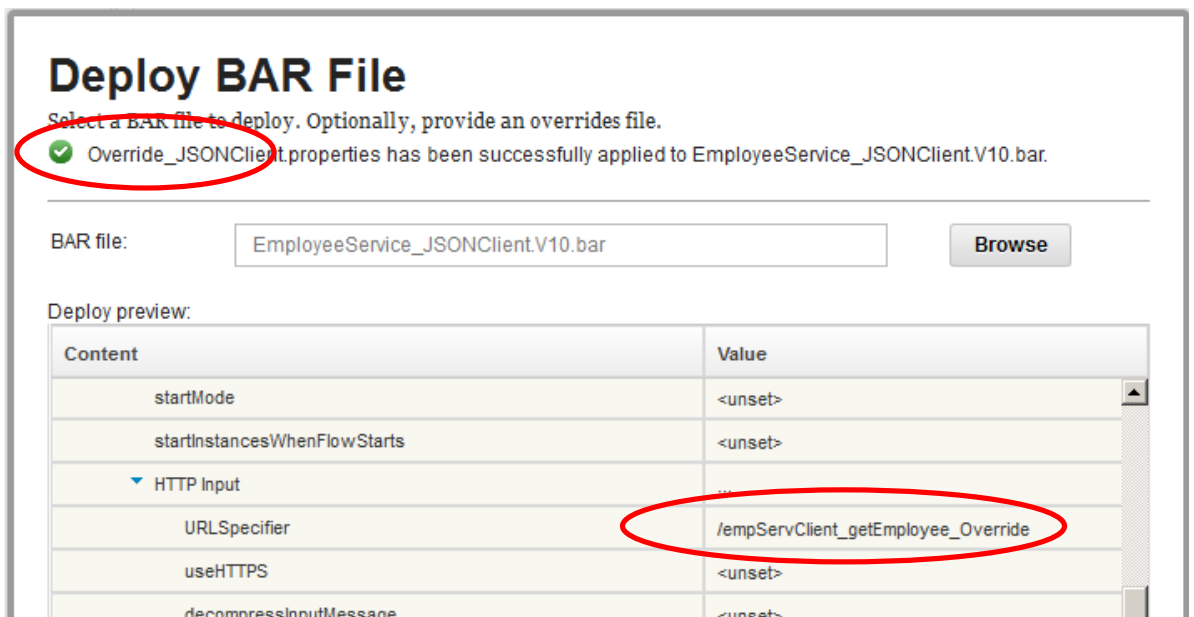 Deploy BAR File
Select a BAR file to deploy. Optionally, provide an overrides file.
Override_JSONClient.properties has been successfully applied to EmployeeService_JSONClient.V10.bar.
BAR file:
EmployeeService_JSONClient.V10.bar
Browse
Deploy preview:
Content Value
startMode <unset>
startInstancesWhenFlowStarts <unset>
HTTP Input ...
URLSpecifier /empServClient_getEmployee_Override
useHTTPS <unset>
decompressInputMessage <unset>